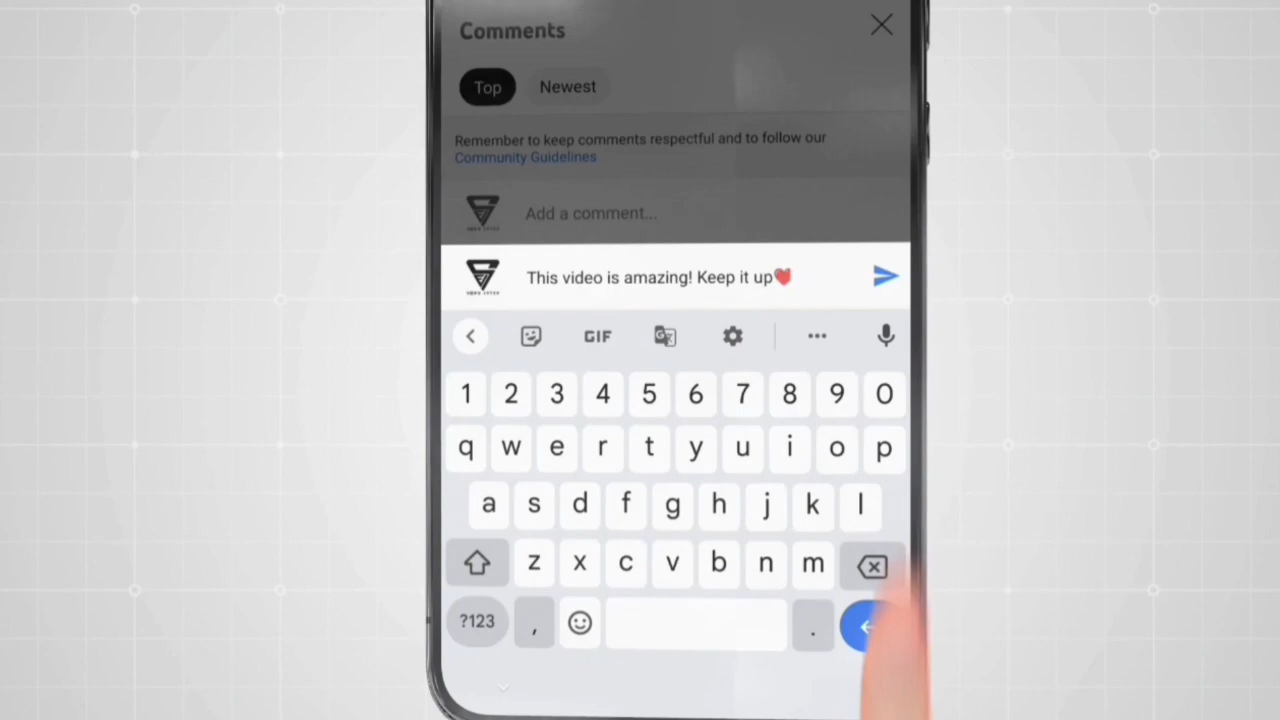 Comments
Top
Newest
Remember to keep comments respectful and to follow our
Community Guidelines
Add a comment...
This video is amazing! Keep it up❤️
GIF
1 2 3 4 5 6 7 8 9 0
q w e r t y u i o p
a s d f g h j k l
z x c v b n m
?123 , .